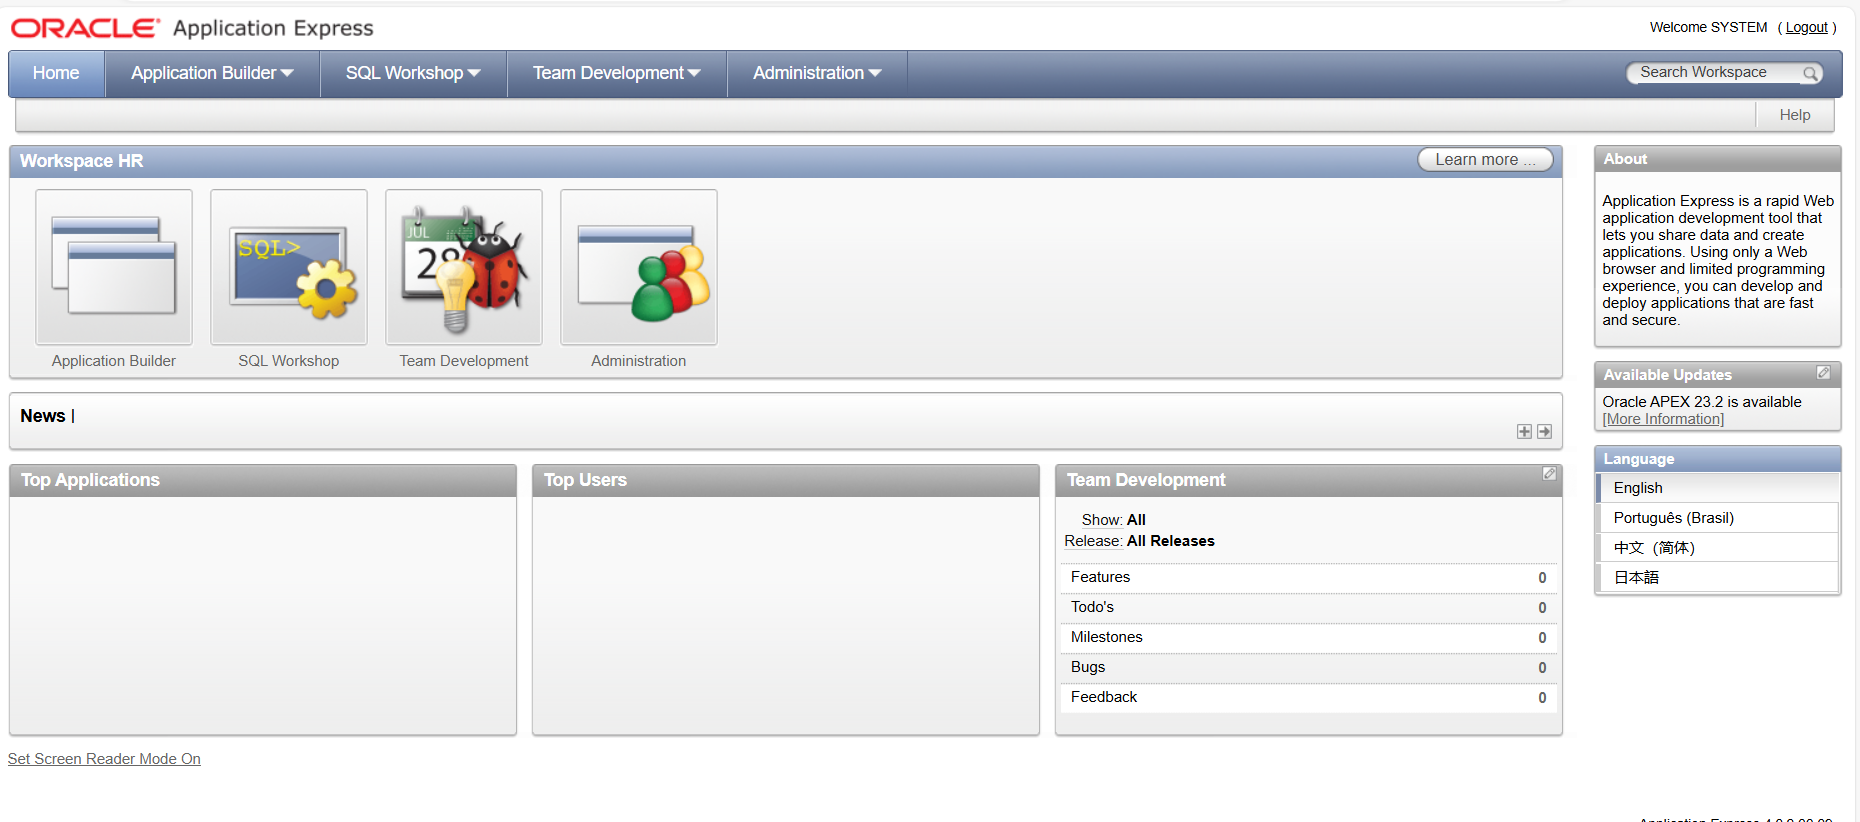 ORACLE Application Express
Welcome SYSTEM ( Logout )
Home
Application Builder
SQL Workshop
Team Development
Administration
Search Workspace
Help
Workspace HR
Learn more ...
SQL>
JUL
28
Application Builder
SQL Workshop
Team Development
Administration
News |
Top Applications
Top Users
Team Development
Show: All
Release: All Releases
Features 0
Todo's 0
Milestones 0
Bugs 0
Feedback 0
About
Application Express is a rapid Web
application development tool that
lets you share data and create
applications. Using only a Web
browser and limited programming
experience, you can develop and
deploy applications that are fast
and secure.
Available Updates
Oracle APEX 23.2 is available
[More Information]
Language
English
Português (Brasil)
中文（简体）
日本語
Set Screen Reader Mode On
Application Express